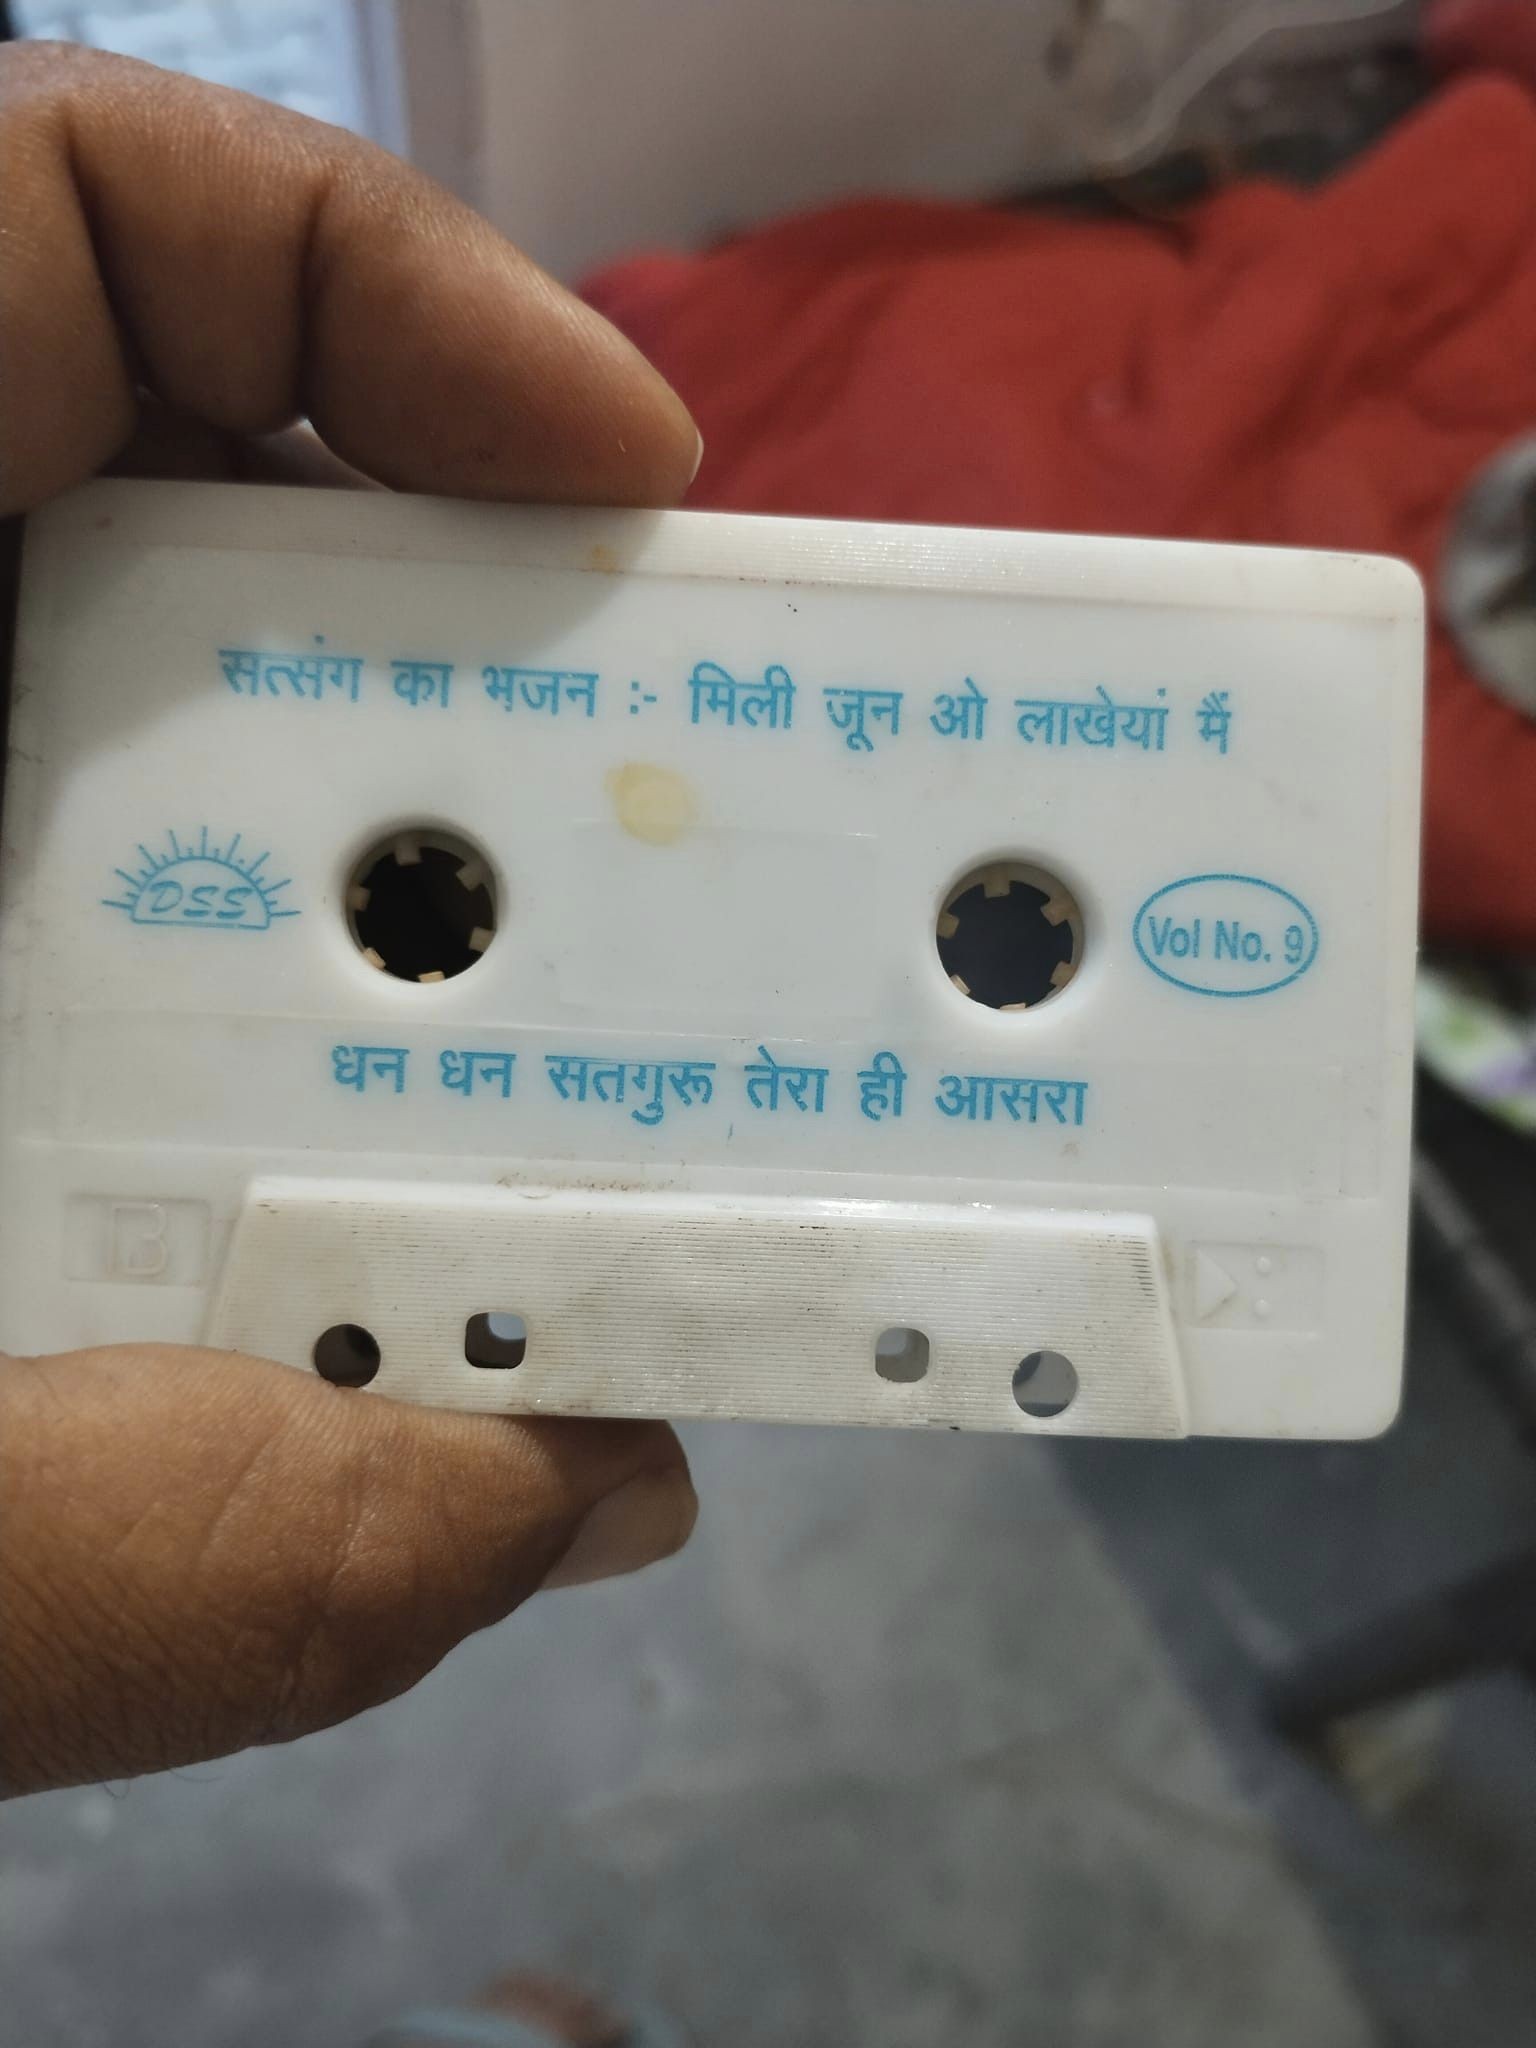 सत्संग का भजन :- मिली जून ओ लाखेयां मैं
DSS
Vol No. 9
धन धन सतगुरू तेरा ही आसरा
B